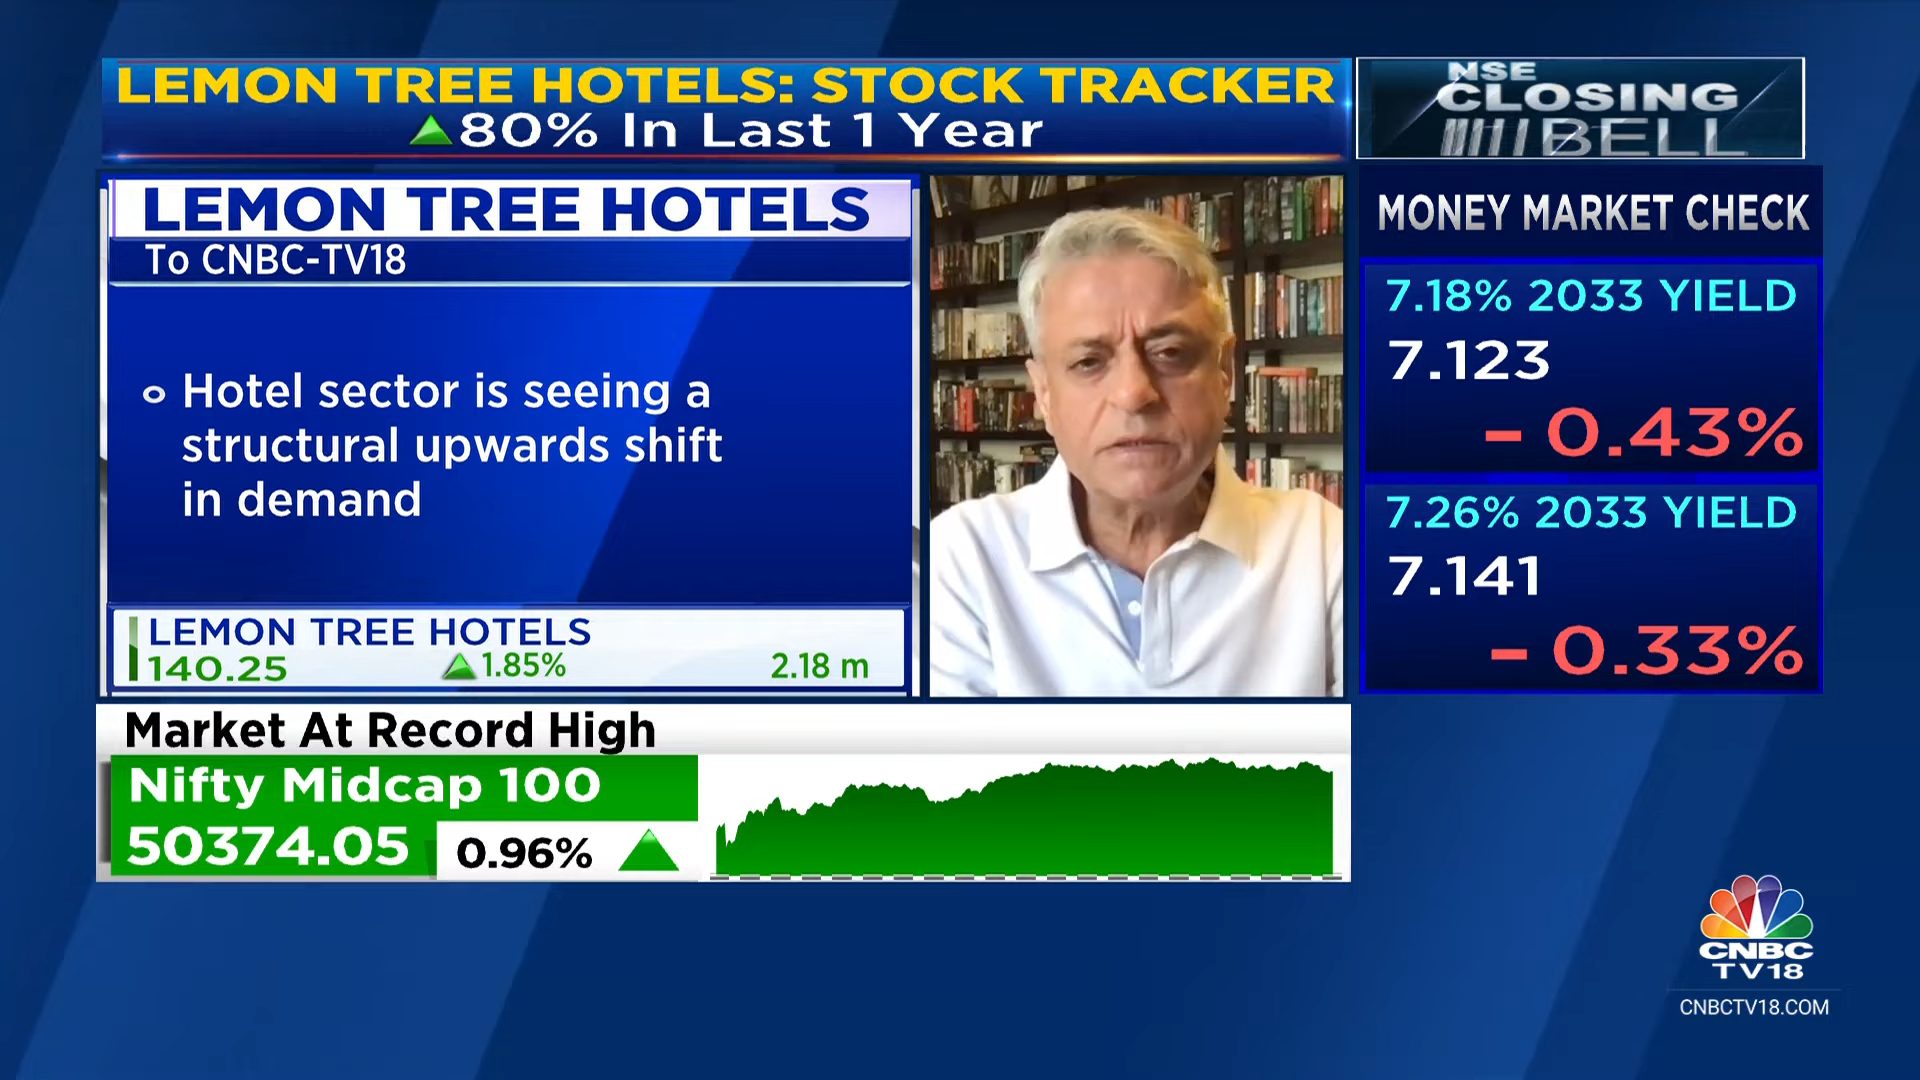 LEMON TREE HOTELS: STOCK TRACKER
80% In Last 1 Year
NSE
CLOSING
BELL
LEMON TREE HOTELS
To CNBC-TV18
o Hotel sector is seeing a
structural upwards shift
in demand
LEMON TREE HOTELS
140.25 1.85% 2.18 m
MONEY MARKET CHECK
7.18% 2033 YIELD
7.123
- 0.43%
7.26% 2033 YIELD
7.141
- 0.33%
Market At Record High
Nifty Midcap 100
50374.05 0.96%
CNBC
TV18
CNBCTV18.COM